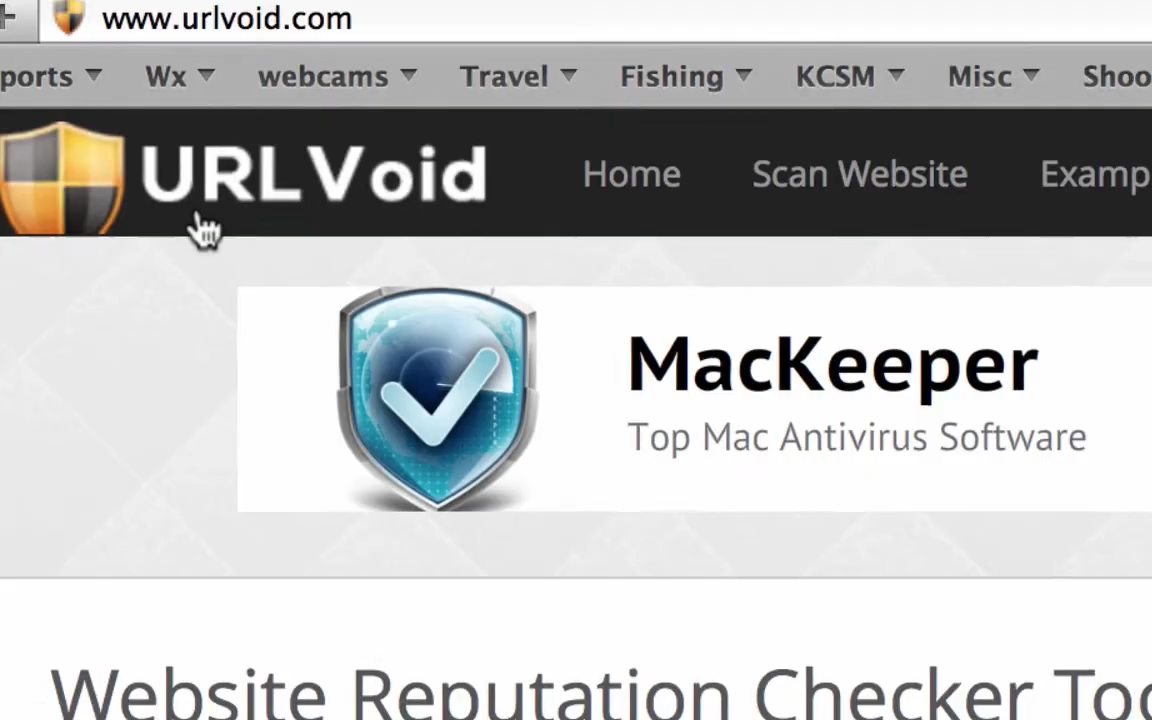 www.urlvoid.com
ports Wx webcams Travel Fishing KCSM Misc Shoo
URLVoid Home Scan Website Examp
MacKeeper
Top Mac Antivirus Software
Website Reputation Checker Too